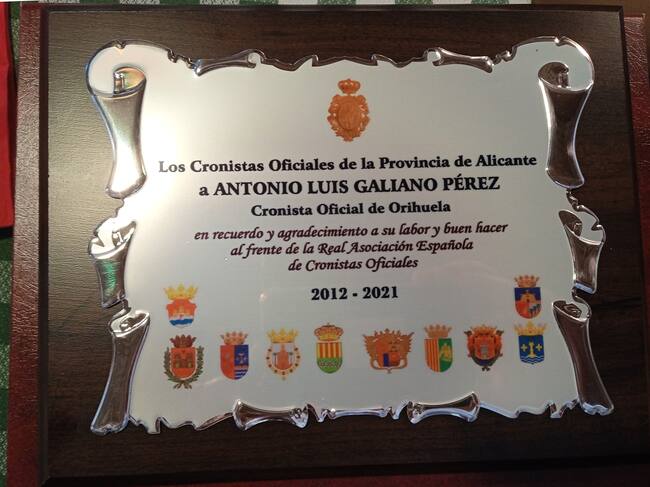 Los Cronistas Oficiales de la Provincia de Alicante
a ANTONIO LUIS GALIANO PÉREZ
Cronista Oficial de Orihuela
en recuerdo y agradecimiento a su labor y buen hacer
al frente de la Real Asociación Española
de Cronistas Oficiales
2012 - 2021